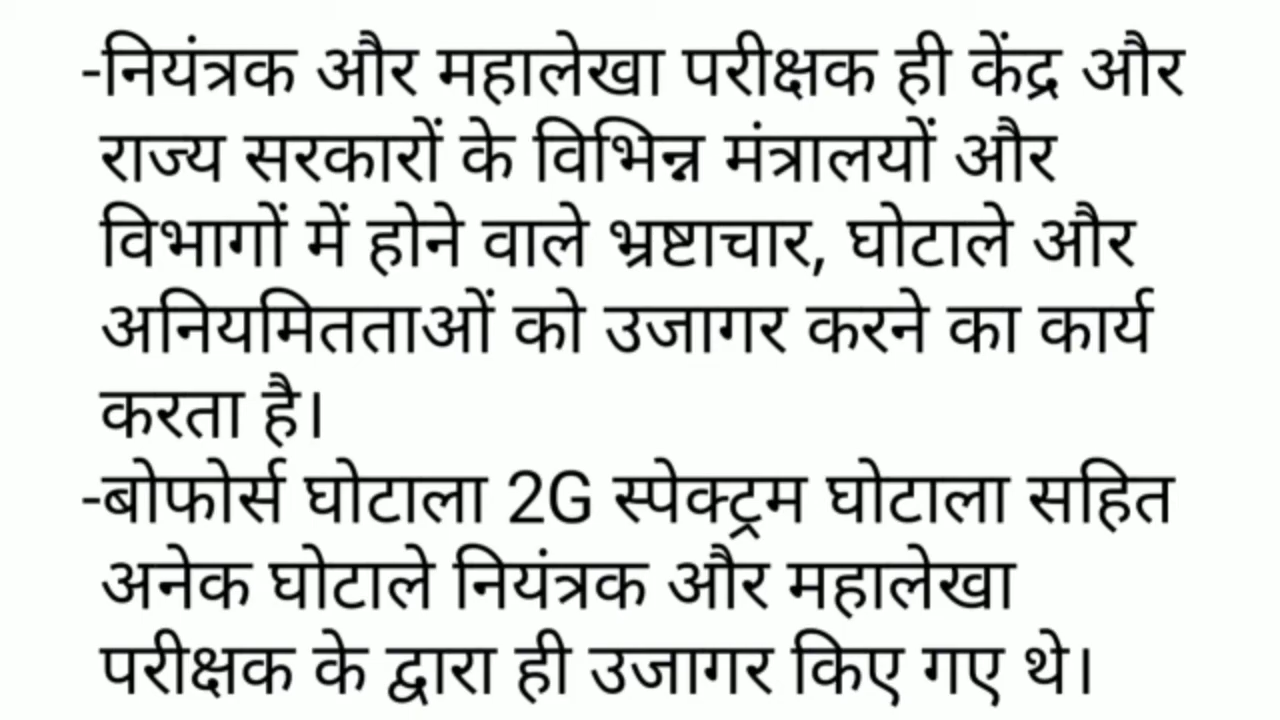 -नियंत्रक और महालेखा परीक्षक ही केंद्र और
राज्य सरकारों के विभिन्न मंत्रालयों और
विभागों में होने वाले भ्रष्टाचार, घोटाले और
अनियमितताओं को उजागर करने का कार्य
करता है।
-बोफोर्स घोटाला 2G स्पेक्ट्रम घोटाला सहित
अनेक घोटाले नियंत्रक और महालेखा
परीक्षक के द्वारा ही उजागर किए गए थे।